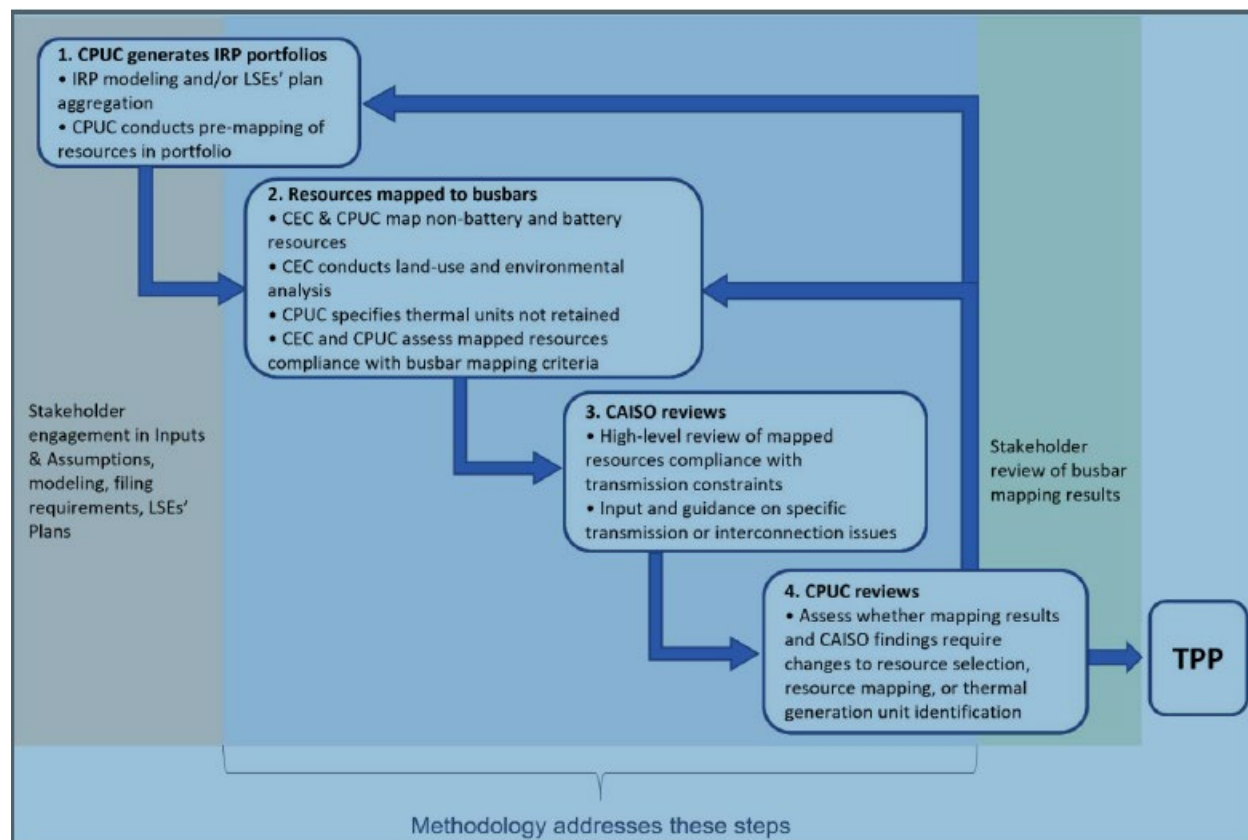 1. CPUC generates IRP portfolios
• IRP modeling and/or LSEs' plan
aggregation
• CPUC conducts pre-mapping of
resources in portfolio
2. Resources mapped to busbars
• CEC & CPUC map non-battery and battery
resources
• CEC conducts land-use and environmental
analysis
• CPUC specifies thermal units not retained
• CEC and CPUC assess mapped resources
compliance with busbar mapping criteria
Stakeholder
engagement in Inputs
& Assumptions,
modeling, filing
requirements, LSEs'
Plans
3. CAISO reviews
• High-level review of mapped
resources compliance with
transmission constraints
• Input and guidance on specific
transmission or interconnection issues
Stakeholder
review of busbar
mapping results
4. CPUC reviews
• Assess whether mapping results
and CAISO findings require
changes to resource selection,
resource mapping, or thermal
generation unit identification
TPP
Methodology addresses these steps